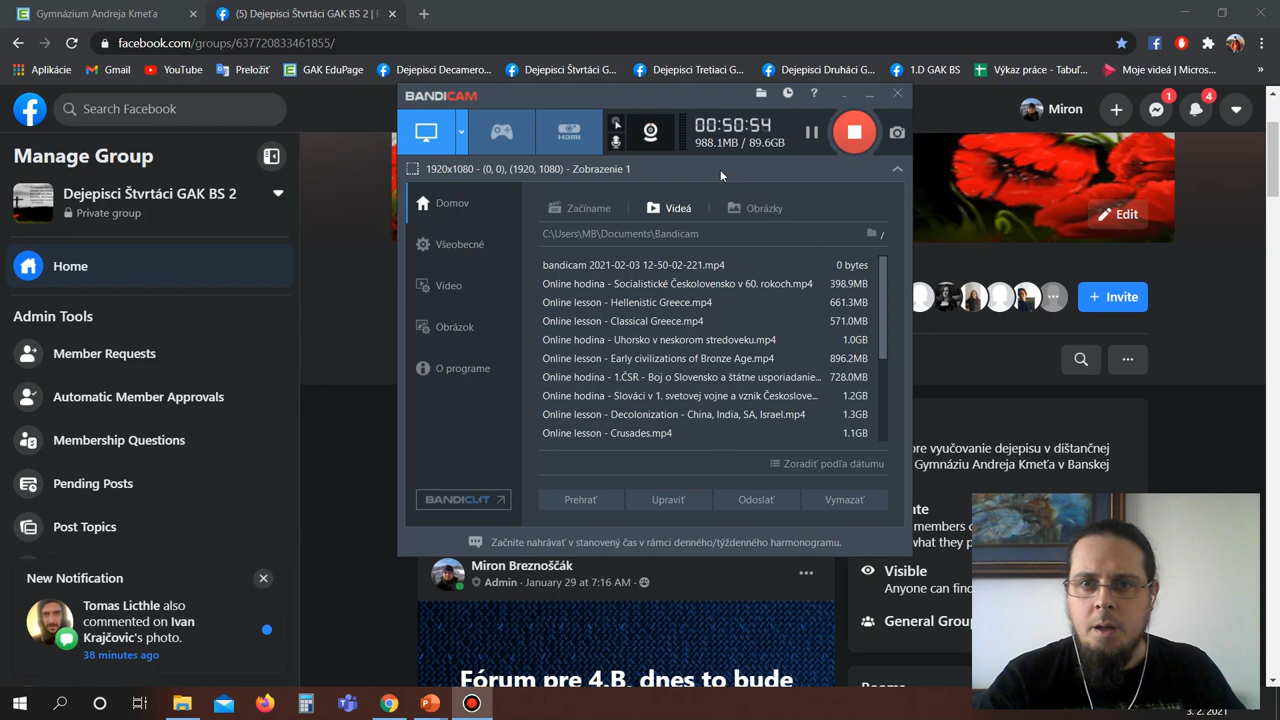 Gymnázium Andreja Kmeťa
(5) Dejepisci Štvrtáci GAK BS 2 | F
facebook.com/groups/637720833461855/
Aplikácie
Gmail
YouTube
Preložiť
GAK EduPage
Dejepisci Decamero...
Dejepisci Štvrtáci G...
Dejepisci Tretiaci G...
Dejepisci Druháci G...
1.D GAK BS
Výkaz práce - Tabuľ...
Moje videá | Micros...
»
Search Facebook
Miron
1
4
Manage Group
Dejepisci Štvrtáci GAK BS 2
Private group
Home
Admin Tools
Member Requests
Automatic Member Approvals
Membership Questions
Pending Posts
Post Topics
New Notification
Tomas Licthle also
commented on Ivan
Krajčovic's photo.
38 minutes ago
BANDICAM
HDMI
00:50:54
988.1MB / 89.6GB
1920x1080 - (0, 0), (1920, 1080) - Zobrazenie 1
Domov
Všeobecné
Video
Obrázok
O programe
BANDICUT
Začíname
Videá
Obrázky
C:\Users\MB\Documents\Bandicam
bandicam 2021-02-03 12-50-02-221.mp4 0 bytes
Online hodina - Socialistické Československo v 60. rokoch.mp4 398.9MB
Online lesson - Hellenistic Greece.mp4 661.3MB
Online lesson - Classical Greece.mp4 571.0MB
Online hodina - Uhorsko v neskorom stredoveku.mp4 1.0GB
Online lesson - Early civilizations of Bronze Age.mp4 896.2MB
Online hodina - 1.ČSR - Boj o Slovensko a štátne usporiadanie... 728.0MB
Online hodina - Slováci v 1. svetovej vojne a vznik Českoslove... 1.2GB
Online lesson - Decolonization - China, India, SA, Israel.mp4 1.3GB
Online lesson - Crusades.mp4 1.1GB
Zoradiť podľa dátumu
Prehrať
Upraviť
Odoslať
Vymazať
Začnite nahrávať v stanovený čas v rámci denného/týždenného harmonogramu.
Edit
+ Invite
pre vyučovanie dejepisu v dištančnej
Gymnáziu Andreja Kmeťa v Banskej
Visible
Anyone can find
General Group
Miron Breznoščák
Admin · January 29 at 7:16 AM
Fórum pre 4.B, dnes to bude
3. 2. 2021